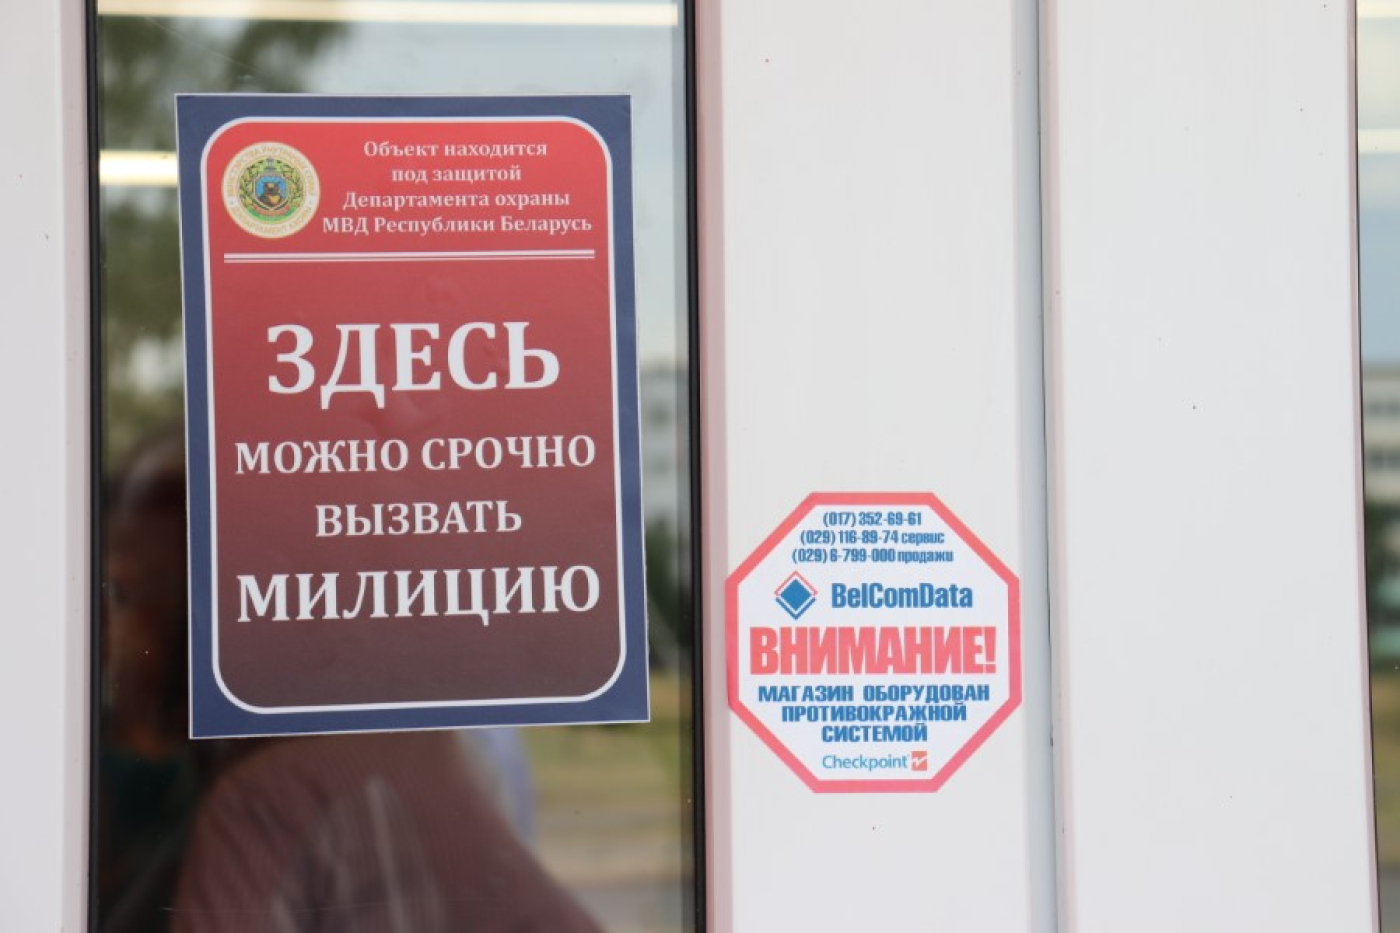 Объект находится
под защитой
Департамента охраны
МВД Республики Беларусь
ЗДЕСЬ
МОЖНО СРОЧНО
ВЫЗВАТЬ
МИЛИЦИЮ
(017) 352-69-61
(029) 116-89-74 сервис
(029) 6-799-000 продажи
BelComData
ВНИМАНИЕ!
МАГАЗИН ОБОРУДОВАН
ПРОТИВОКРАЖНОЙ
СИСТЕМОЙ
Checkpoint